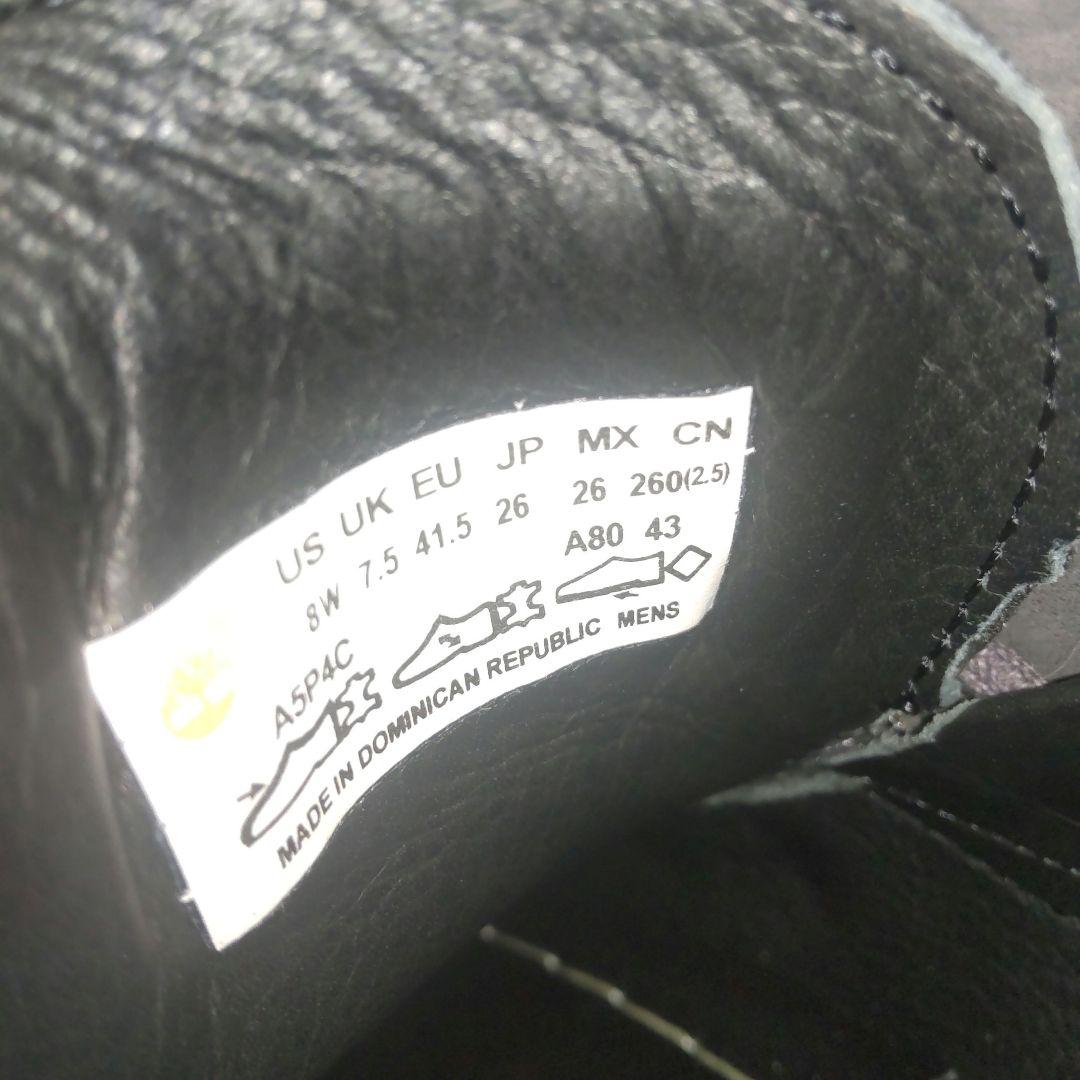 US UK EU JP MX CN
8W 7.5 41.5 26 26 260(2.5)
A5P4C A80 43
MADE IN DOMINICAN REPUBLIC MENS